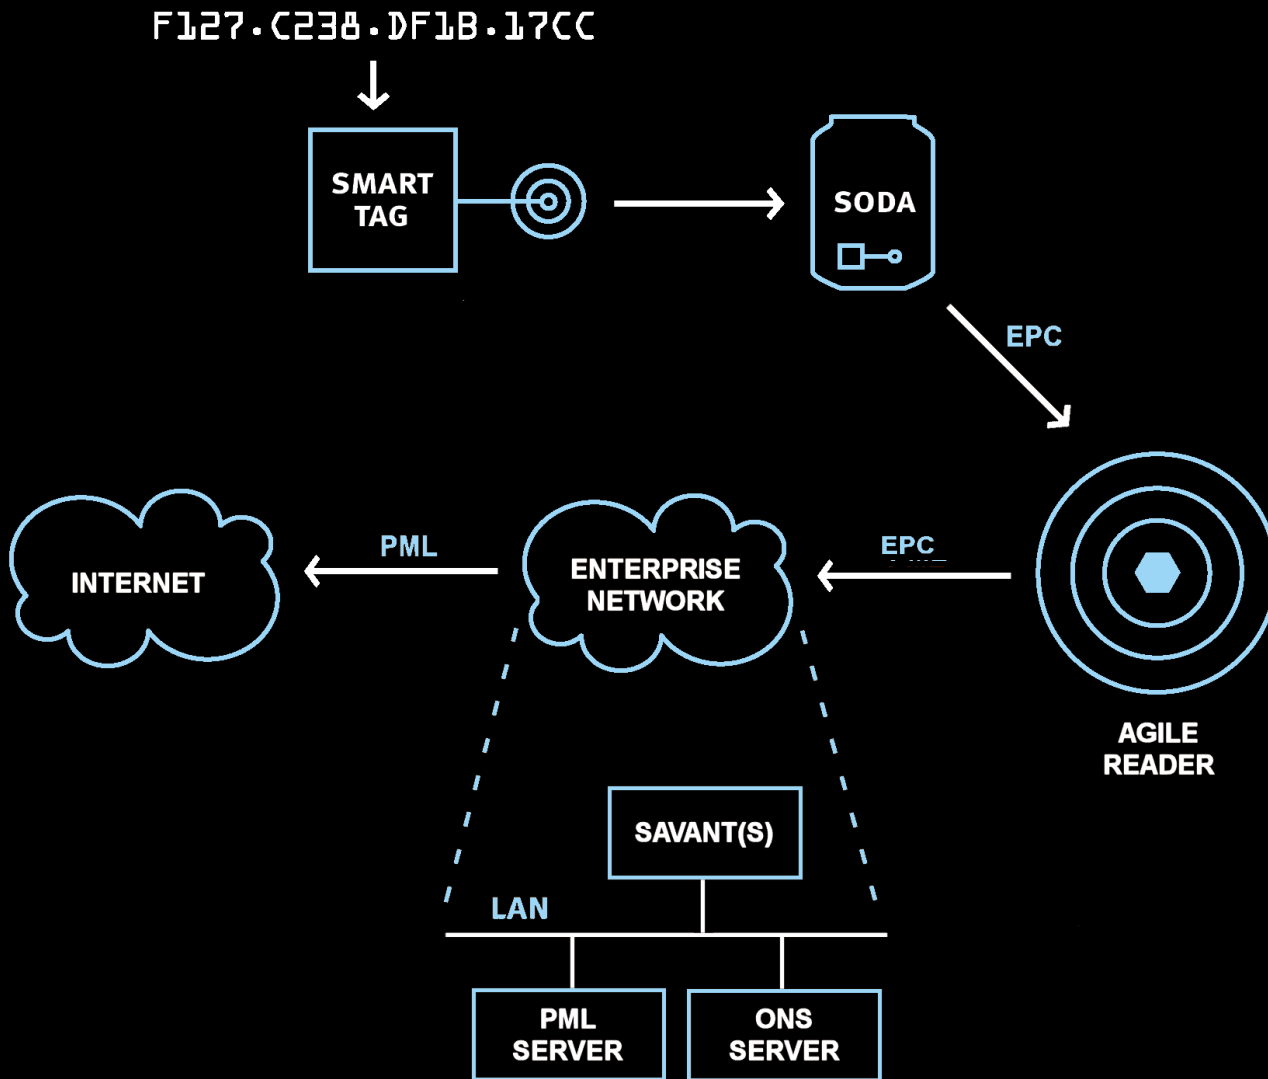 F127.C238.DF1B.17CC
SMART
TAG
SODA
EPC
INTERNET
PML
ENTERPRISE
NETWORK
EPC
AGILE
READER
SAVANT(S)
LAN
PML
SERVER
ONS
SERVER